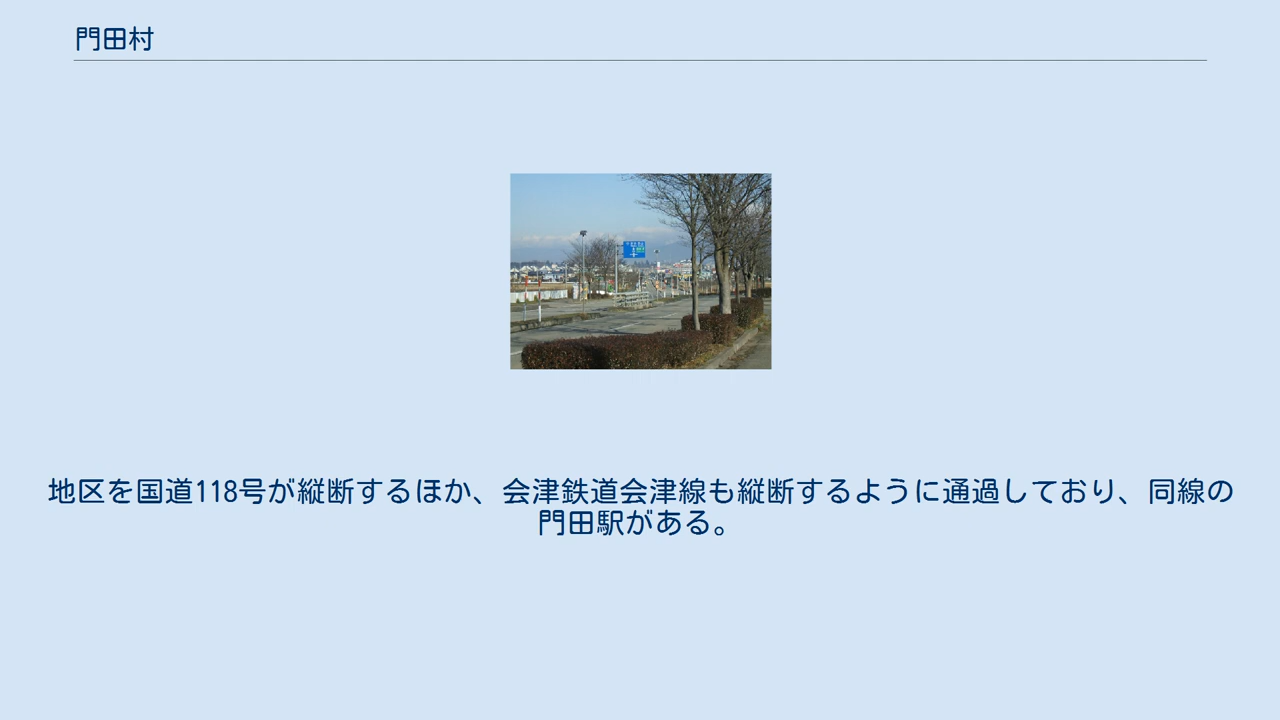 門田村
地区を国道118号が縦断するほか、会津鉄道会津線も縦断するように通過しており、同線の
門田駅がある。